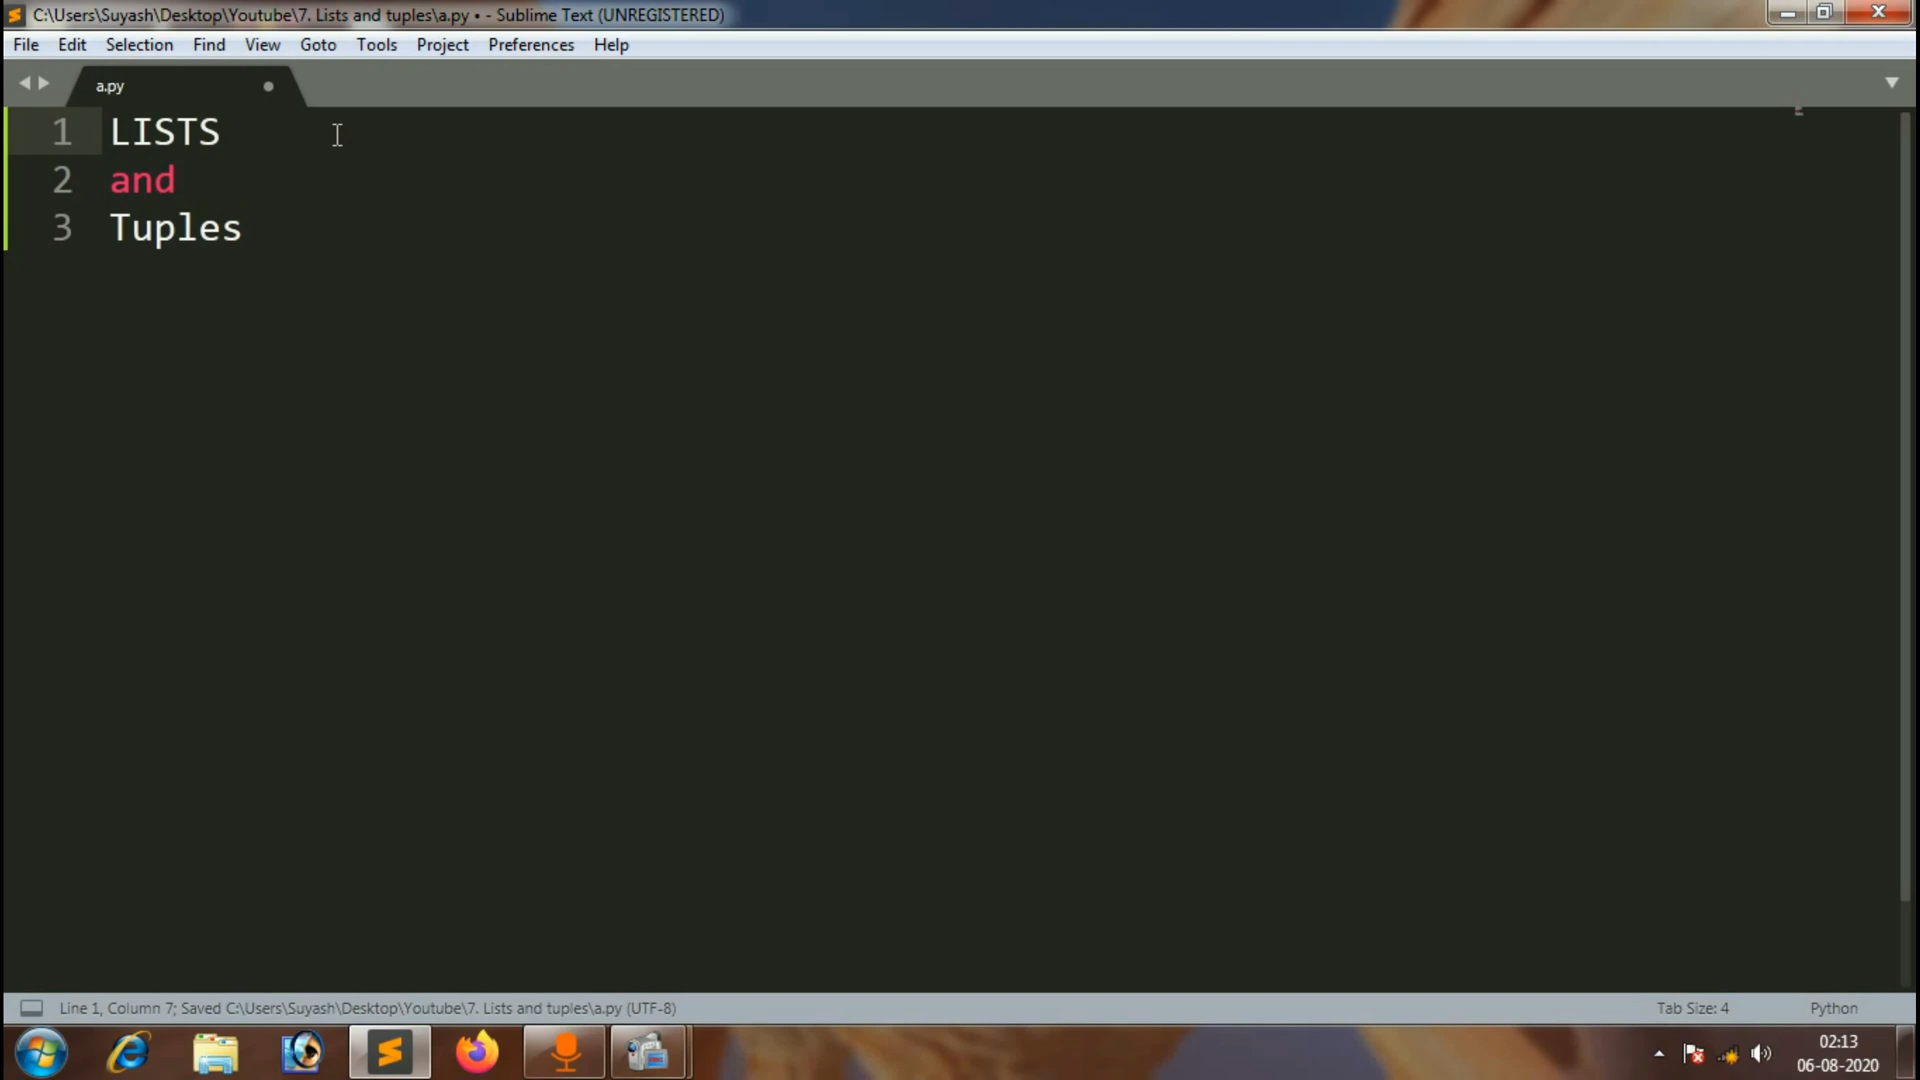 C:\Users\Suyash\Desktop\Youtube\7. Lists and tuples\a.py • - Sublime Text (UNREGISTERED)
File Edit Selection Find View Goto Tools Project Preferences Help
a.py
1 LISTS
2 and
3 Tuples
Line 1, Column 7; Saved C:\Users\Suyash\Desktop\Youtube\7. Lists and tuples\a.py (UTF-8)
Tab Size: 4
Python
02:13
06-08-2020